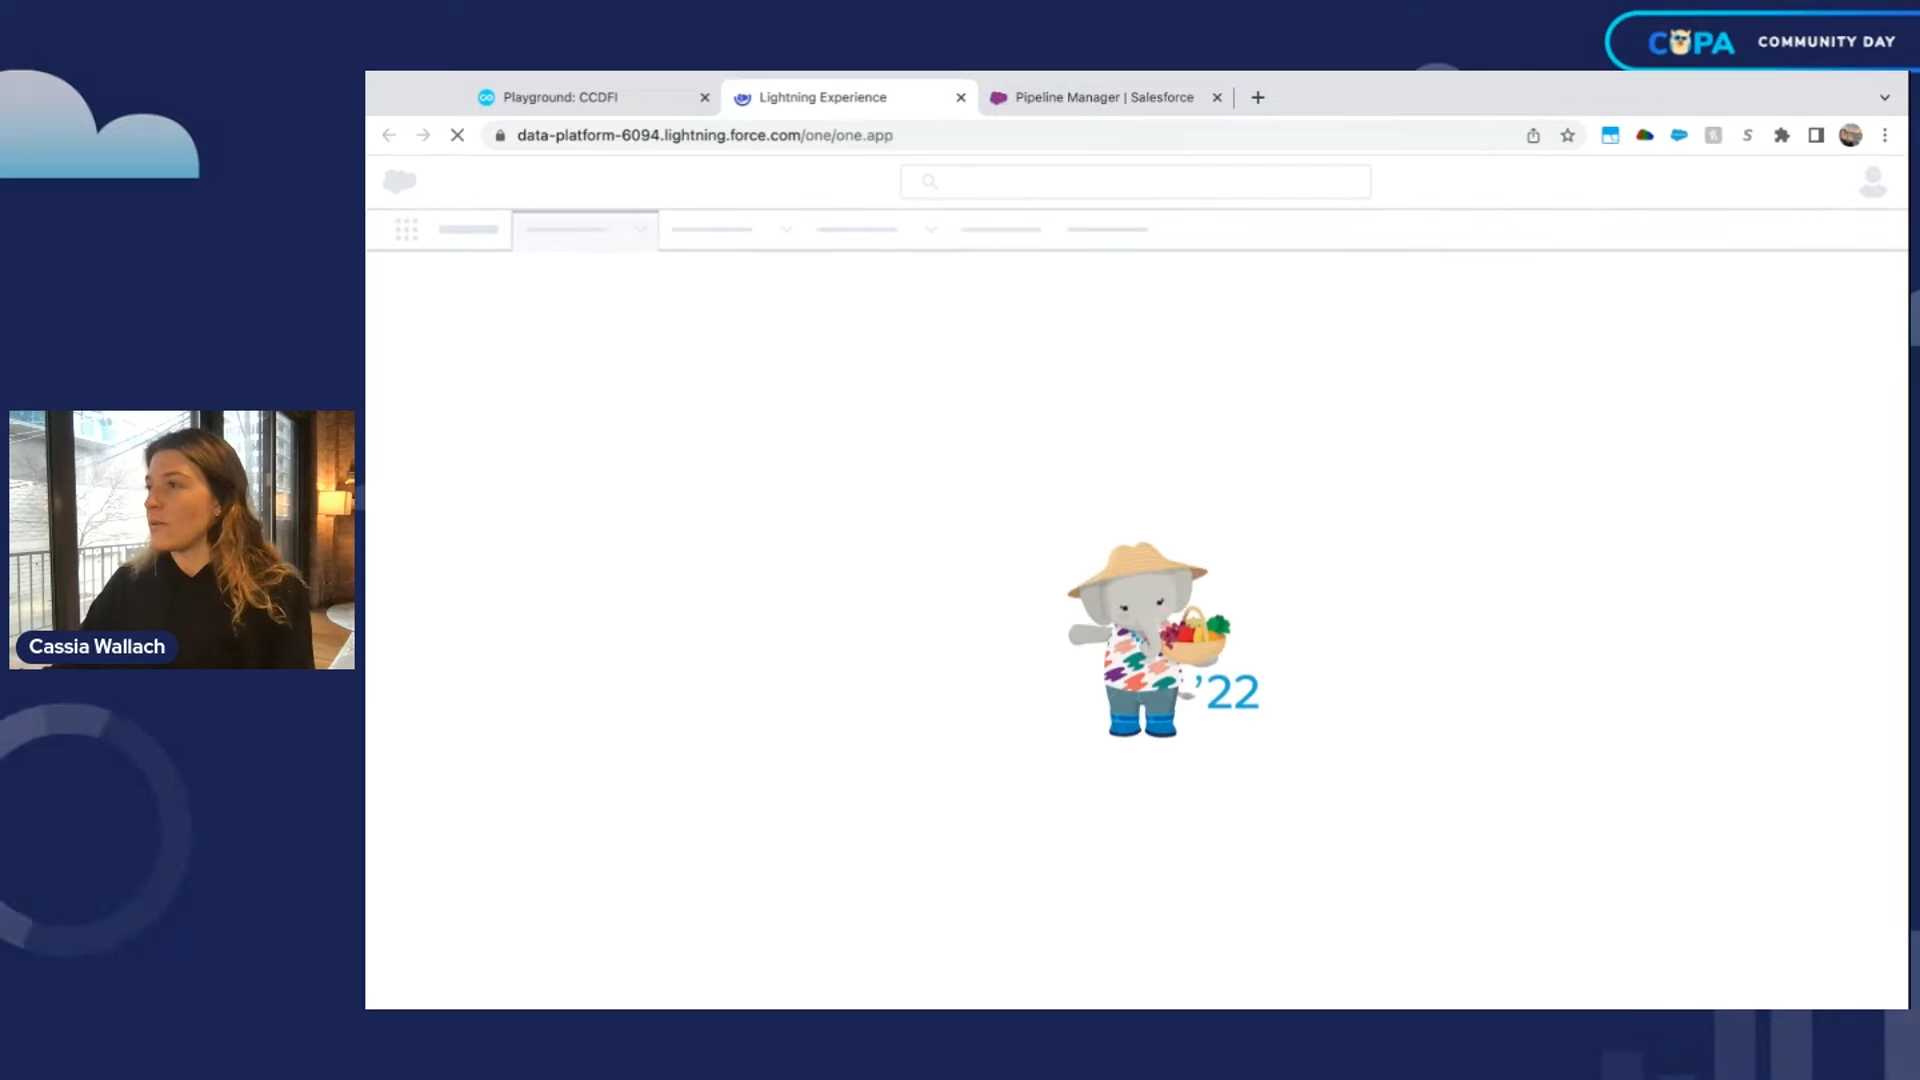 COPA COMMUNITY DAY
Playground: CCDFI
Lightning Experience
Pipeline Manager | Salesforce
data-platform-6094.lightning.force.com/one/one.app
S
’22
Cassia Wallach